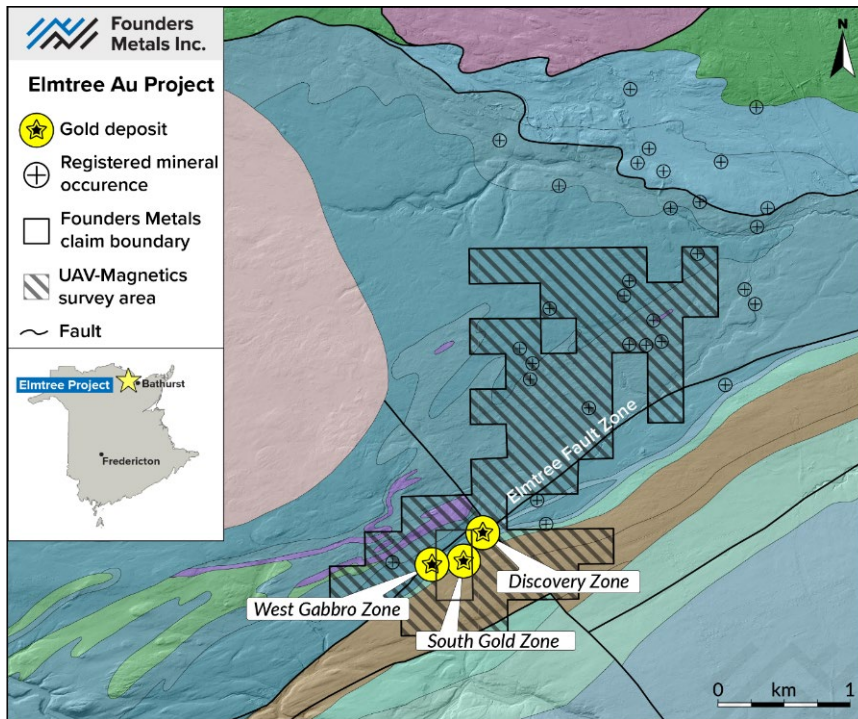 Founders
Metals Inc.
Elmtree Au Project
Gold deposit
Registered mineral
occurence
Founders Metals
claim boundary
UAV-Magnetics
survey area
Fault
Elmtree Project
Bathurst
Fredericton
N
Elmtree Fault Zone
Discovery Zone
West Gabbro Zone
South Gold Zone
0 km 1